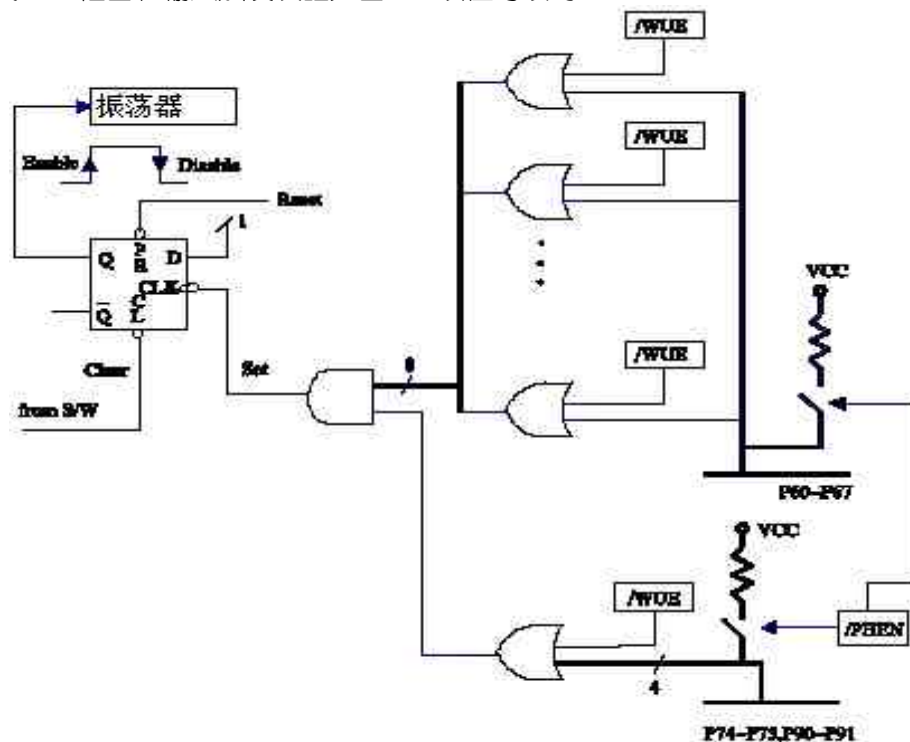 /WUE
振荡器
Enable
Disable
/WUE
Reset
1
Q
R
D
CLK
C
Q
L
VCC
Clear
Set
8
/WUE
from S/W
P60~P67
VCC
/WUE
/PHEN
4
P74~P75,P90~P91